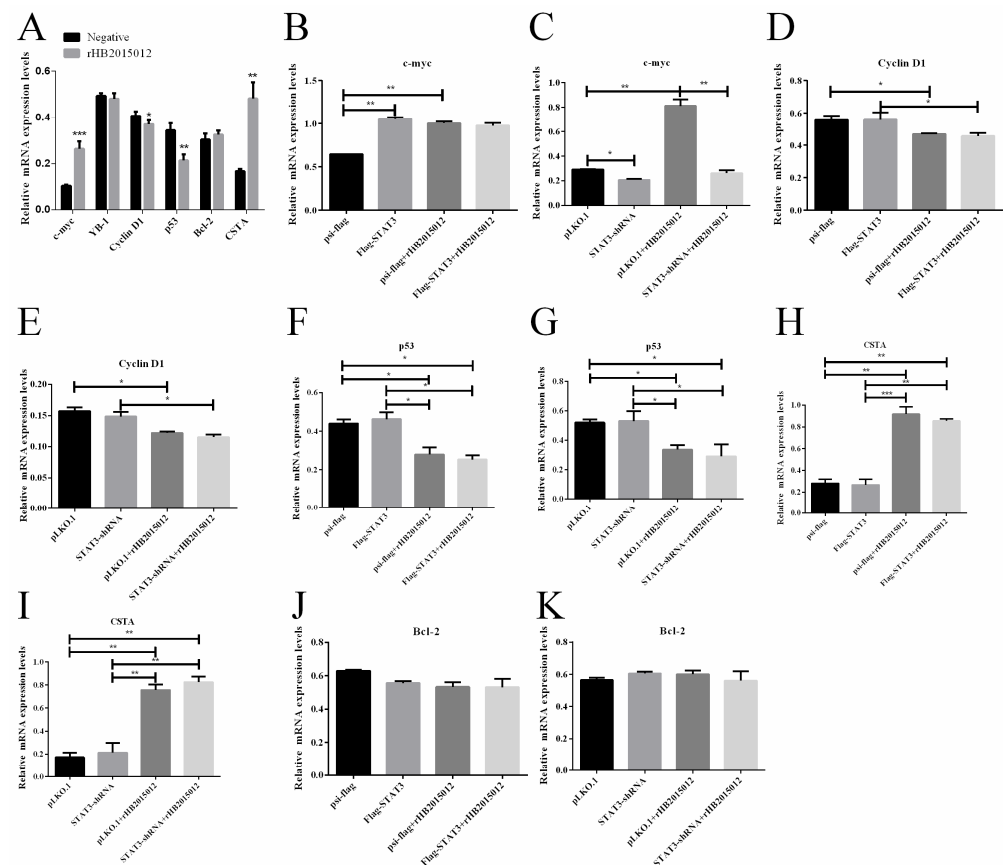 A
Negative
rHB2015012
Relative mRNA expression levels
0.6
0.4
0.2
0.0
***
*
**
**
c-myc
YB-1
Cyclin D1
p53
Bcl-2
CSTA
B
c-myc
Relative mRNA expression levels
1.5
1.0
0.5
0.0
**
**
psi-flag
Flag-STAT3
psi-flag+rHB2015012
Flag-STAT3+rHB2015012
C
c-myc
Relative mRNA expression levels
1.0
0.8
0.6
0.4
0.2
0.0
**
**
*
pLKO.1
STAT3-shRNA
pLKO.1+rHB2015012
STAT3-shRNA+rHB2015012
D
Cyclin D1
Relative mRNA expression levels
0.8
0.6
0.4
0.2
0.0
*
*
psi-flag
Flag-STAT3
psi-flag+rHB2015012
Flag-STAT3+rHB2015012
E
Cyclin D1
Relative mRNA expression levels
0.20
0.15
0.10
0.05
0.00
*
*
pLKO.1
STAT3-shRNA
pLKO.1+rHB2015012
STAT3-shRNA+rHB2015012
F
p53
Relative mRNA expression levels
0.6
0.4
0.2
0.0
*
*
*
*
psi-flag
Flag-STAT3
psi-flag+rHB2015012
Flag-STAT3+rHB2015012
G
p53
Relative mRNA expression levels
0.8
0.6
0.4
0.2
0.0
*
*
*
*
pLKO.1
STAT3-shRNA
pLKO.1+rHB2015012
STAT3-shRNA+rHB2015012
H
CSTA
Relative mRNA expression levels
1.0
0.8
0.6
0.4
0.2
0.0
**
**
**
***
psi-flag
Flag-STAT3
psi-flag+rHB2015012
Flag-STAT3+rHB2015012
I
CSTA
Relative mRNA expression levels
1.0
0.8
0.6
0.4
0.2
0.0
**
**
**
**
pLKO.1
STAT3-shRNA
pLKO.1+rHB2015012
STAT3-shRNA+rHB2015012
J
Bcl-2
Relative mRNA expression levels
0.8
0.6
0.4
0.2
0.0
psi-flag
Flag-STAT3
psi-flag+rHB2015012
Flag-STAT3+rHB2015012
K
Bcl-2
Relative mRNA expression levels
0.8
0.6
0.4
0.2
0.0
pLKO.1
STAT3-shRNA
pLKO.1+rHB2015012
STAT3-shRNA+rHB2015012